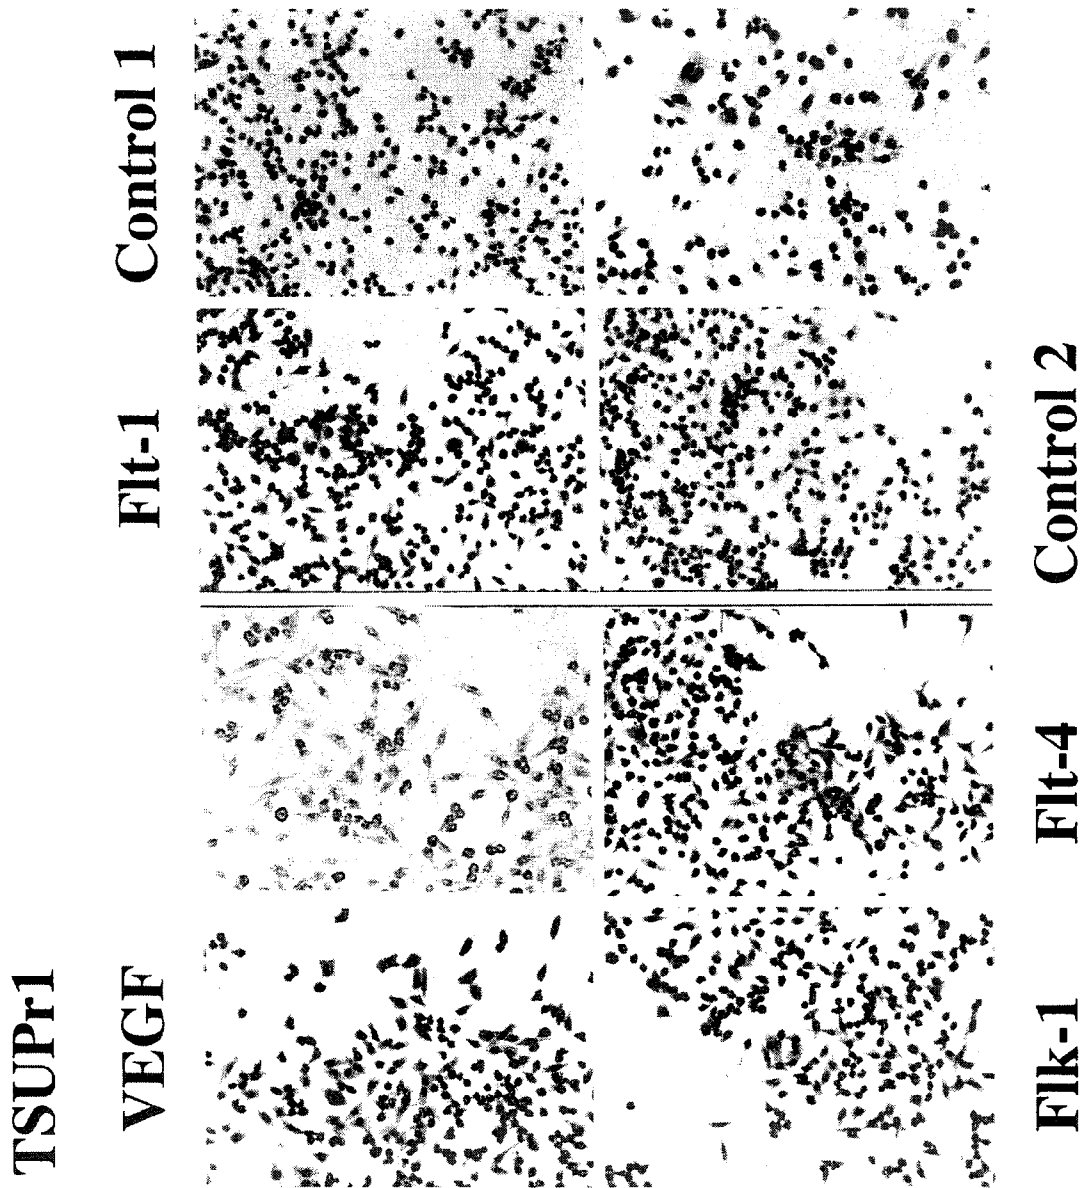 TSUPr1
VEGF
Flt-1
Control 1
Flk-1
Flt-4
Control 2